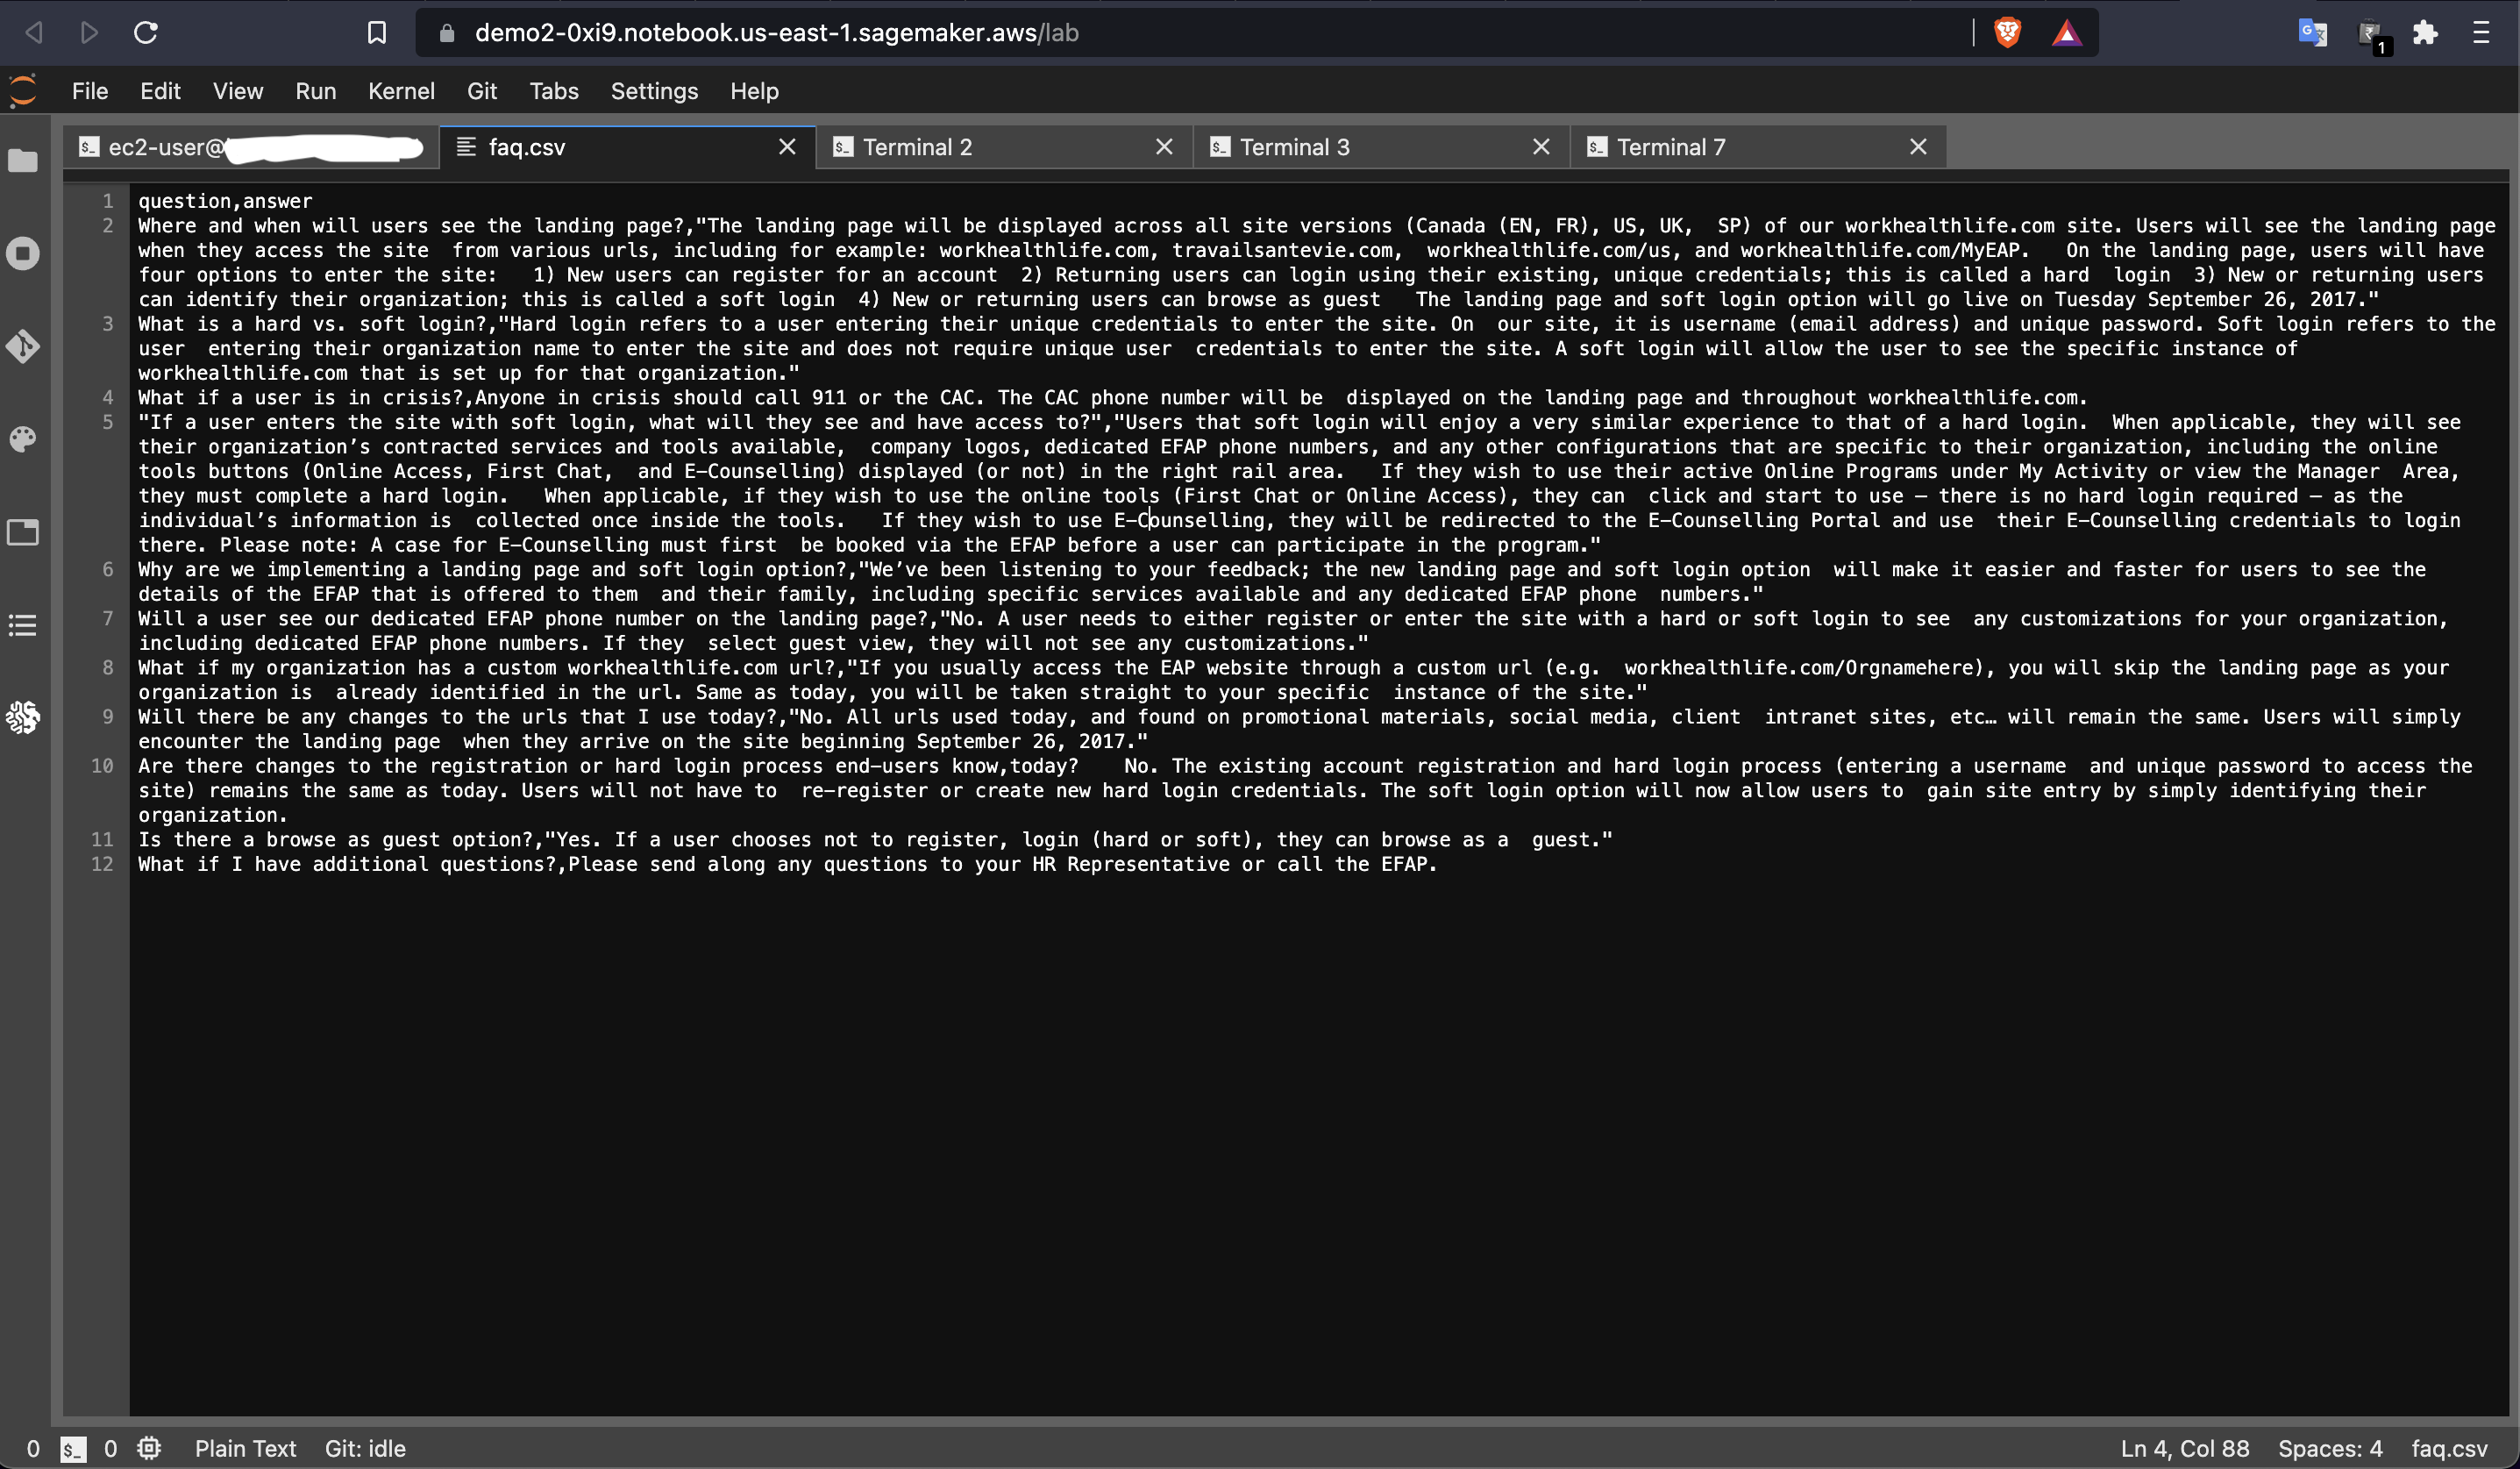 demo2-0xi9.notebook.us-east-1.sagemaker.aws/lab
1
File Edit View Run Kernel Git Tabs Settings Help
ec2-user@
faq.csv
Terminal 2
Terminal 3
Terminal 7
1 question,answer
2 Where and when will users see the landing page?,"The landing page will be displayed across all site versions (Canada (EN, FR), US, UK,  SP) of our workhealthlife.com site. Users will see the landing page
when they access the site  from various urls, including for example: workhealthlife.com, travailsantevie.com,  workhealthlife.com/us, and workhealthlife.com/MyEAP.   On the landing page, users will have
four options to enter the site:   1) New users can register for an account  2) Returning users can login using their existing, unique credentials; this is called a hard  login  3) New or returning users
can identify their organization; this is called a soft login  4) New or returning users can browse as guest   The landing page and soft login option will go live on Tuesday September 26, 2017."
3 What is a hard vs. soft login?,"Hard login refers to a user entering their unique credentials to enter the site. On  our site, it is username (email address) and unique password. Soft login refers to the
user  entering their organization name to enter the site and does not require unique user  credentials to enter the site. A soft login will allow the user to see the specific instance of
workhealthlife.com that is set up for that organization."
4 What if a user is in crisis?,Anyone in crisis should call 911 or the CAC. The CAC phone number will be  displayed on the landing page and throughout workhealthlife.com.
5 "If a user enters the site with soft login, what will they see and have access to?","Users that soft login will enjoy a very similar experience to that of a hard login.  When applicable, they will see
their organization’s contracted services and tools available,  company logos, dedicated EFAP phone numbers, and any other configurations that are specific to their organization, including the online
tools buttons (Online Access, First Chat,  and E-Counselling) displayed (or not) in the right rail area.   If they wish to use their active Online Programs under My Activity or view the Manager  Area,
they must complete a hard login.   When applicable, if they wish to use the online tools (First Chat or Online Access), they can  click and start to use – there is no hard login required – as the
individual’s information is  collected once inside the tools.   If they wish to use E-Counselling, they will be redirected to the E-Counselling Portal and use  their E-Counselling credentials to login
there. Please note: A case for E-Counselling must first  be booked via the EFAP before a user can participate in the program."
6 Why are we implementing a landing page and soft login option?,"We’ve been listening to your feedback; the new landing page and soft login option  will make it easier and faster for users to see the
details of the EFAP that is offered to them  and their family, including specific services available and any dedicated EFAP phone  numbers."
7 Will a user see our dedicated EFAP phone number on the landing page?,"No. A user needs to either register or enter the site with a hard or soft login to see  any customizations for your organization,
including dedicated EFAP phone numbers. If they  select guest view, they will not see any customizations."
8 What if my organization has a custom workhealthlife.com url?,"If you usually access the EAP website through a custom url (e.g.  workhealthlife.com/Orgnamehere), you will skip the landing page as your
organization is  already identified in the url. Same as today, you will be taken straight to your specific  instance of the site."
9 Will there be any changes to the urls that I use today?,"No. All urls used today, and found on promotional materials, social media, client  intranet sites, etc… will remain the same. Users will simply
encounter the landing page  when they arrive on the site beginning September 26, 2017."
10 Are there changes to the registration or hard login process end-users know,today?    No. The existing account registration and hard login process (entering a username  and unique password to access the
site) remains the same as today. Users will not have to  re-register or create new hard login credentials. The soft login option will now allow users to  gain site entry by simply identifying their
organization.
11 Is there a browse as guest option?,"Yes. If a user chooses not to register, login (hard or soft), they can browse as a  guest."
12 What if I have additional questions?,Please send along any questions to your HR Representative or call the EFAP.
0 $_ 0 Plain Text Git: idle Ln 4, Col 88 Spaces: 4 faq.csv